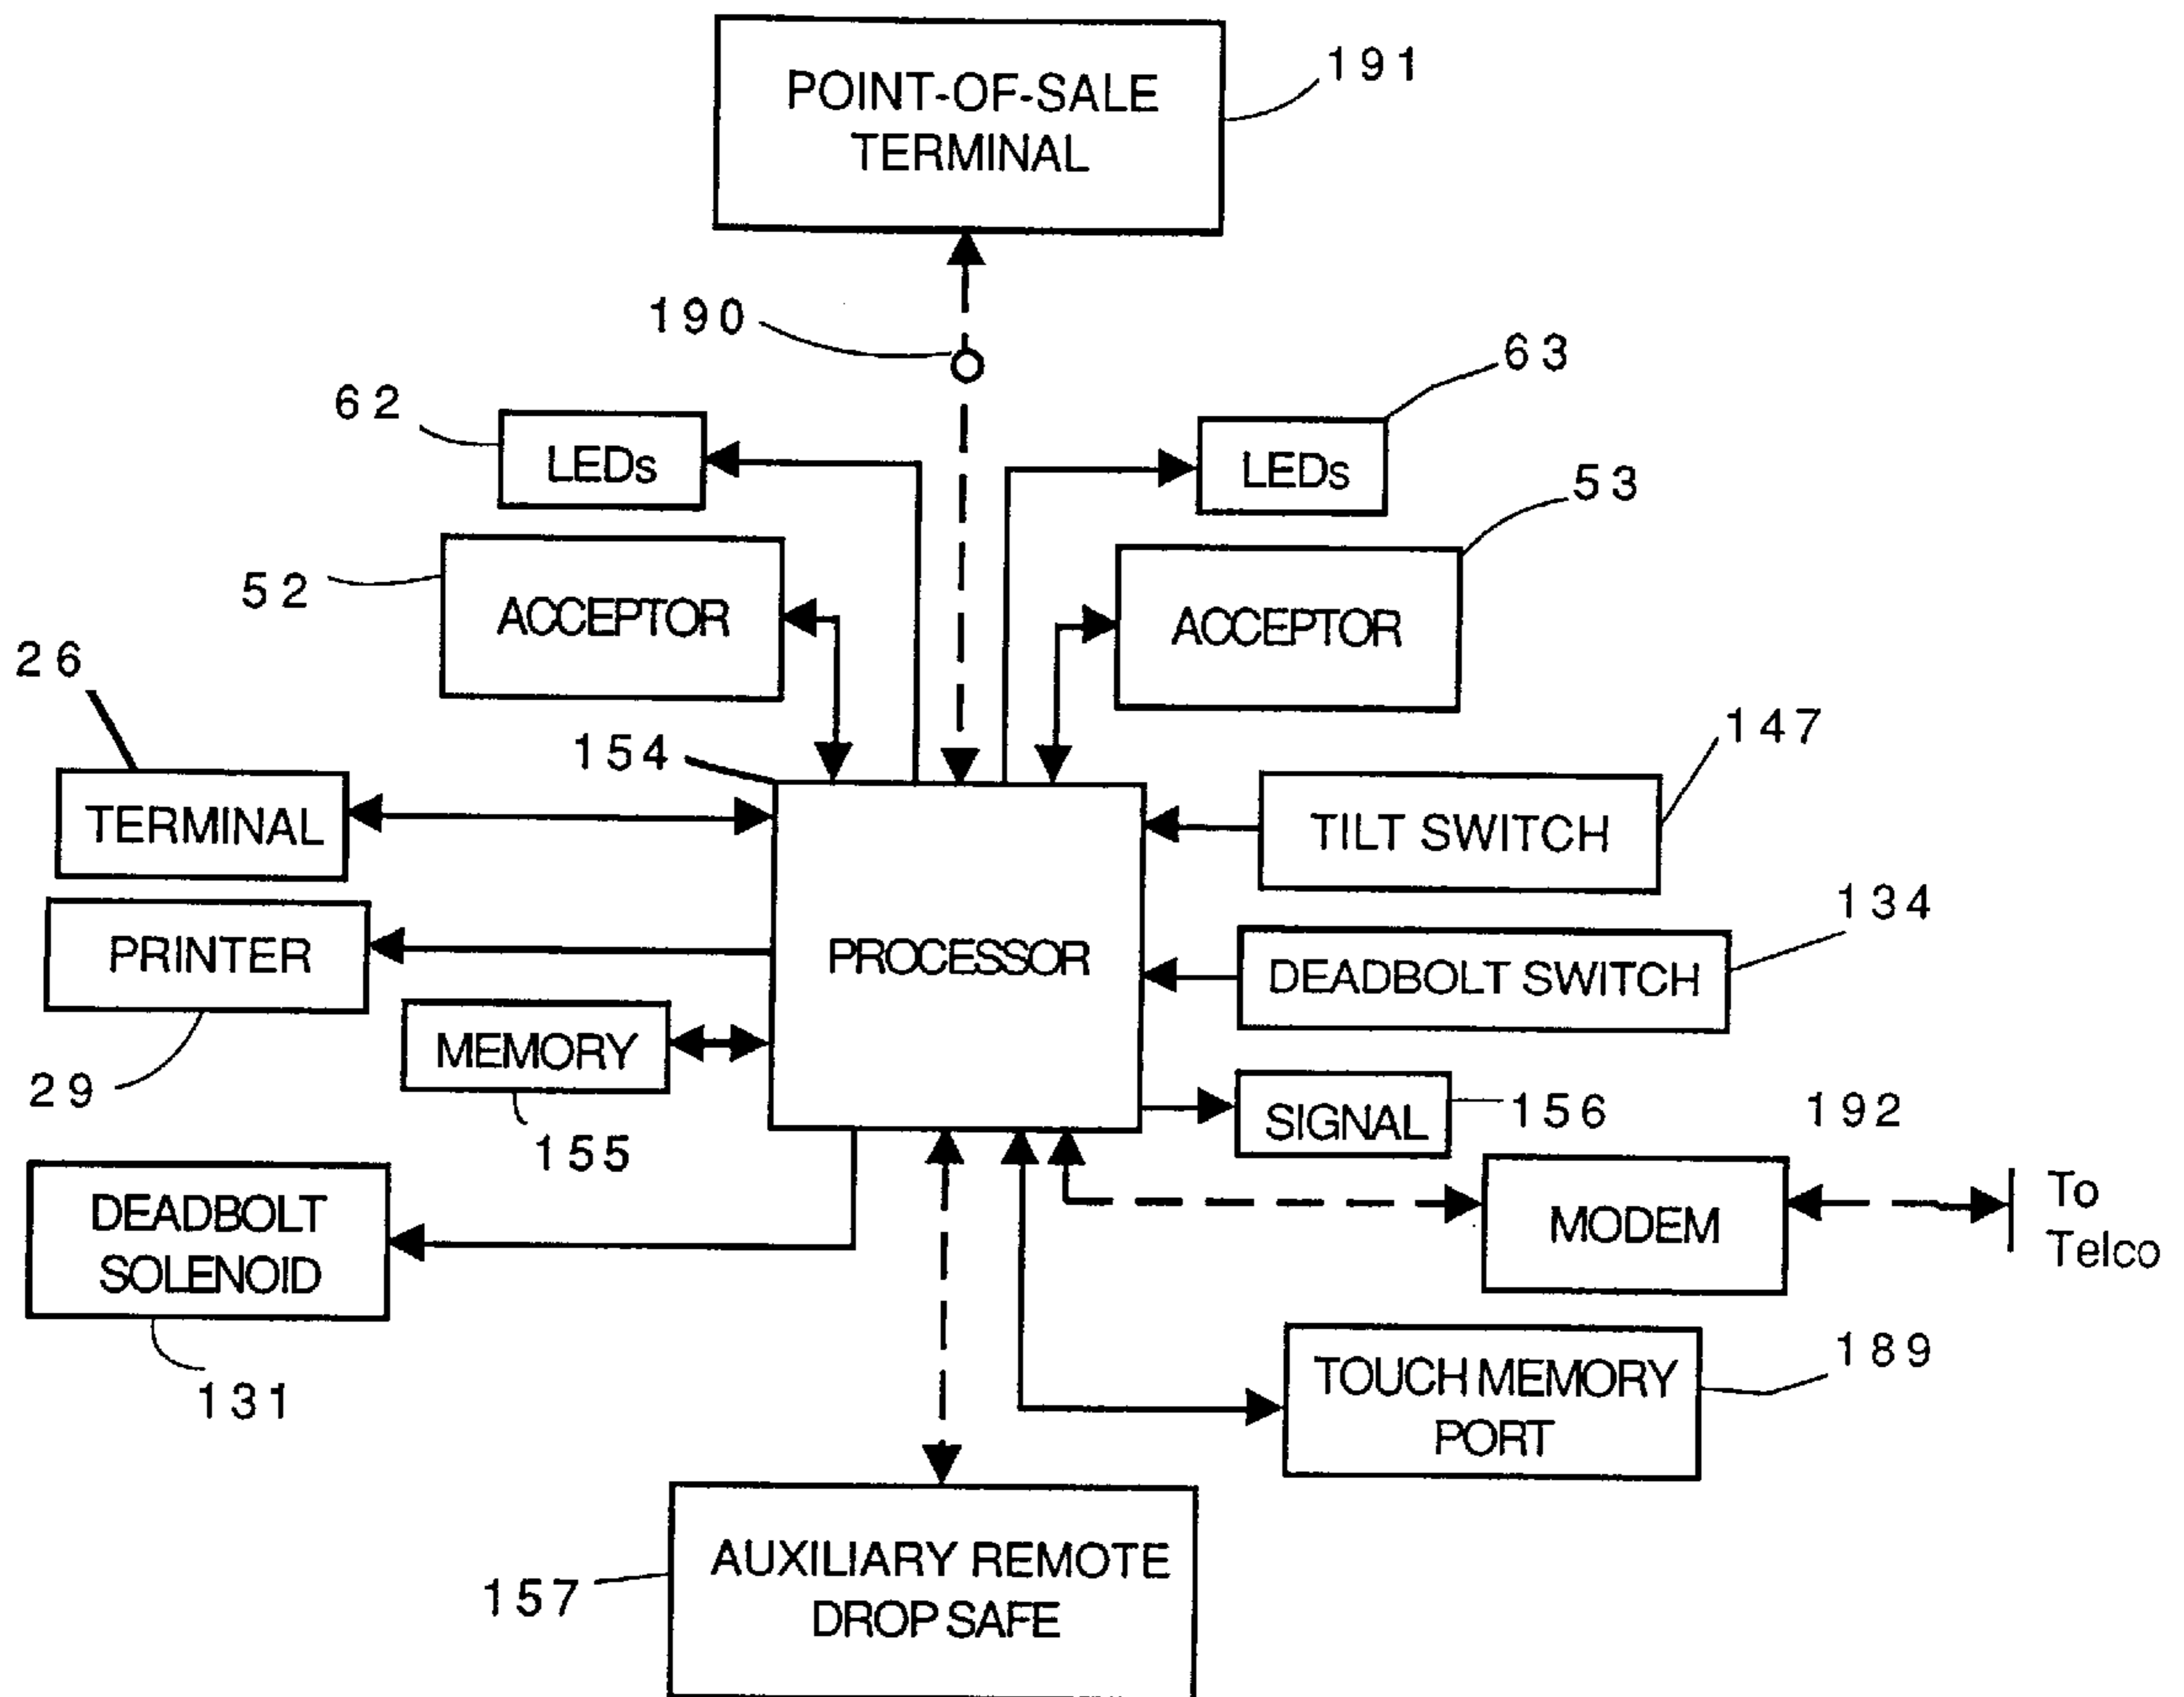 POINT-OF-SALE
TERMINAL
191
190
62
LEDs
63
LEDs
53
52
ACCEPTOR
ACCEPTOR
26
154
147
TERMINAL
TILT SWITCH
134
PRINTER
PROCESSOR
DEADBOLT SWITCH
29
MEMORY
155
SIGNAL
156
192
DEADBOLT
SOLENOID
131
MODEM
To
Telco
TOUCH MEMORY
PORT
189
157
AUXILIARY REMOTE
DROP SAFE